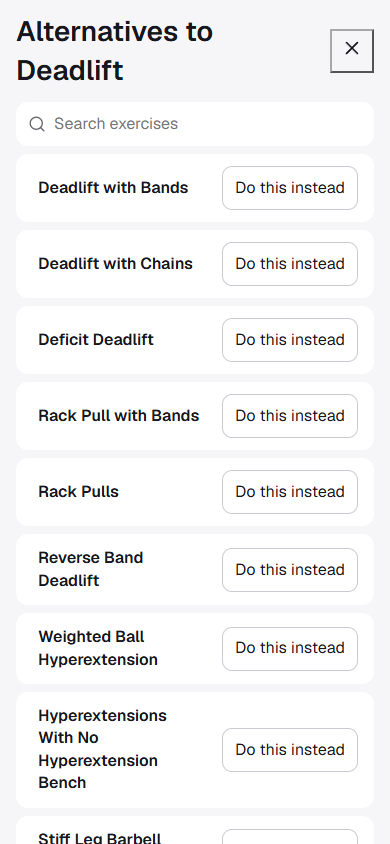 Alternatives to
Deadlift
Search exercises
Deadlift with Bands
Do this instead
Deadlift with Chains
Do this instead
Deficit Deadlift
Do this instead
Rack Pull with Bands
Do this instead
Rack Pulls
Do this instead
Reverse Band
Deadlift
Do this instead
Weighted Ball
Hyperextension
Do this instead
Hyperextensions
With No
Hyperextension
Bench
Do this instead
Stiff Leg Barbell